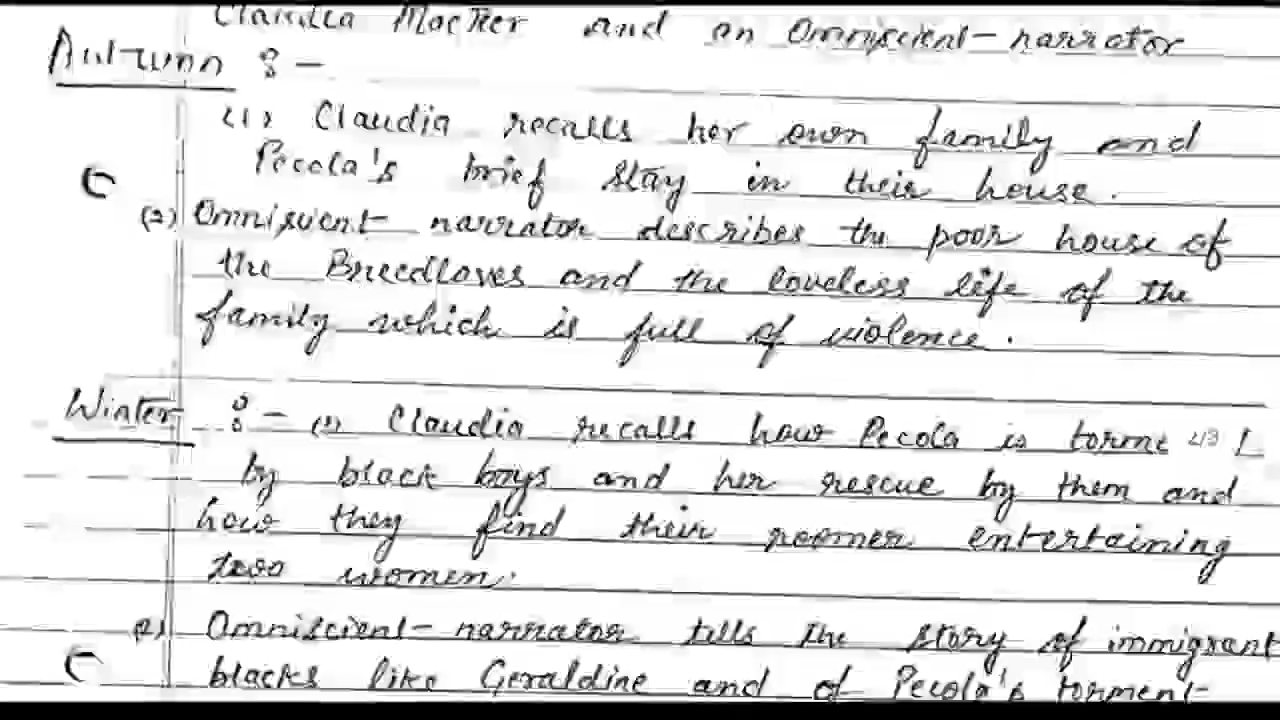 Claudia MacTeer and an Omniscient-narrator
Autumn :-
(1) Claudia recalls her own family and
Pecola's brief stay in their house.
(2) Omniscient narrator describes the poor house of
the Breedloves and the loveless life of the
family which is full of violence.
Winter :- (1) Claudia recalls how Pecola is torme
by black boys and her rescue by them and
how they find their roomer entertaining
two women.
(2) Omniscient-narrator tells the story of immigrant
blacks like Geraldine and of Pecola's torment